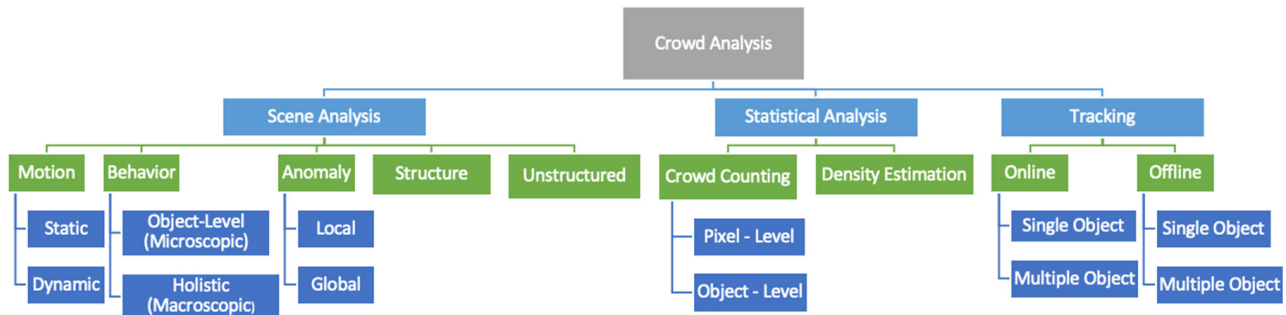 Crowd Analysis
Scene Analysis
Statistical Analysis
Tracking
Motion
Behavior
Anomaly
Structure
Unstructured
Crowd Counting
Density Estimation
Online
Offline
Static
Dynamic
Object-Level
(Microscopic)
Holistic
(Macroscopic)
Local
Global
Pixel - Level
Object - Level
Single Object
Multiple Object
Single Object
Multiple Object